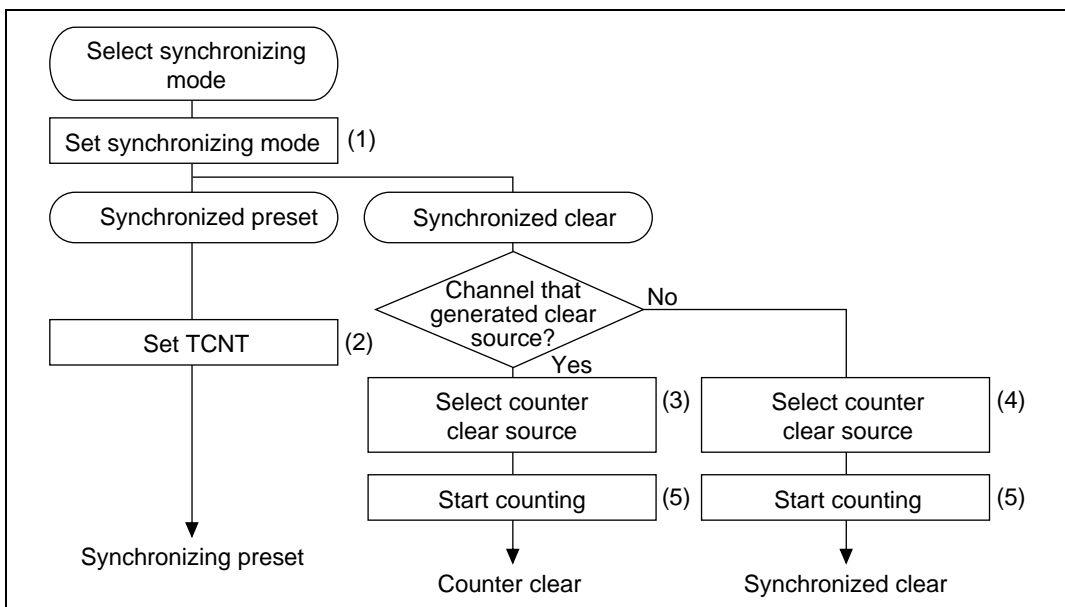 Select synchronizing
mode
Set synchronizing mode (1)
Synchronized preset
Synchronized clear
Channel that
generated clear
source?
No
Yes
Set TCNT (2)
Select counter
clear source
(3)
Select counter
clear source
(4)
Start counting (5)
Start counting (5)
Synchronizing preset
Counter clear
Synchronized clear